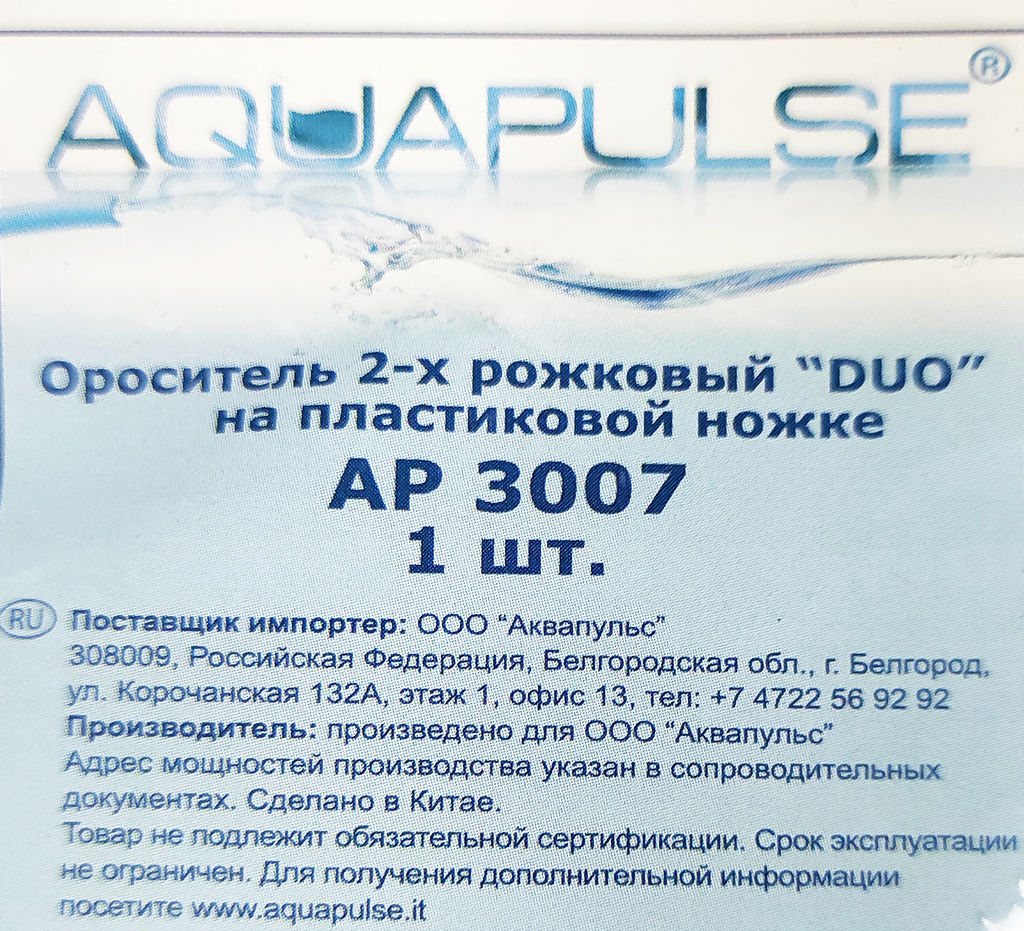 AQUAPULSE®
Ороситель 2-х рожковый “DUO”
на пластиковой ножке
AP 3007
1 шт.
RU Поставщик импортер: ООО “Аквапульс”
308009, Российская Федерация, Белгородская обл., г. Белгород,
ул. Корочанская 132А, этаж 1, офис 13, тел: +7 4722 56 92 92
Производитель: произведено для ООО “Аквапульс”
Адрес мощностей производства указан в сопроводительных
документах. Сделано в Китае.
Товар не подлежит обязательной сертификации. Срок эксплуатации
не ограничен. Для получения дополнительной информации
посетите www.aquapulse.it